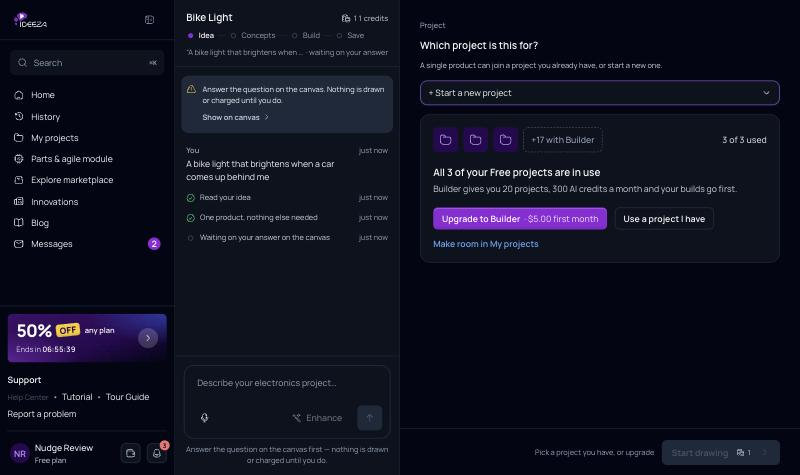 IDEEZA
Search
⌘K
Home
History
My projects
Parts & agile module
Explore marketplace
Innovations
Blog
Messages
2
50% OFF any plan
Ends in 06:55:39
Support
Help Center • Tutorial • Tour Guide
Report a problem
NR
Nudge Review
Free plan
3
Bike Light
11 credits
Idea
Concepts
Build
Save
"A bike light that brightens when ... · waiting on your answer
Answer the question on the canvas. Nothing is drawn
or charged until you do.
Show on canvas
You
just now
A bike light that brightens when a car
comes up behind me
Read your idea
just now
One product, nothing else needed
just now
Waiting on your answer on the canvas
just now
Describe your electronics project...
Enhance
Answer the question on the canvas first — nothing is drawn
or charged until you do.
Project
Which project is this for?
A single product can join a project you already have, or start a new one.
+ Start a new project
+17 with Builder
3 of 3 used
All 3 of your Free projects are in use
Builder gives you 20 projects, 300 AI credits a month and your builds go first.
Upgrade to Builder · $5.00 first month
Use a project I have
Make room in My projects
Pick a project you have, or upgrade
Start drawing
1